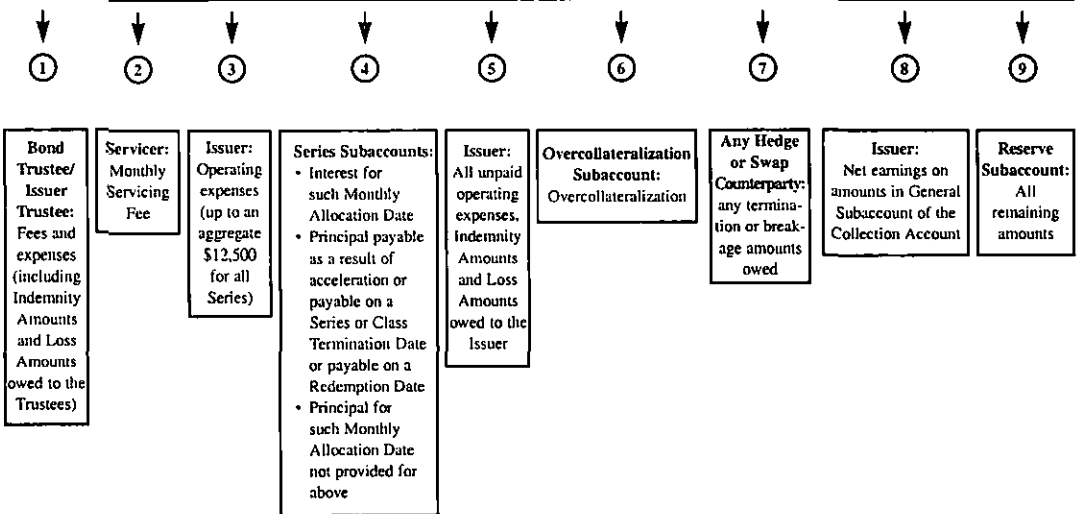 1
2
3
4
5
6
7
8
9
Bond
Trustee/
Issuer
Trustee:
Fees and
expenses
(including
Indemnity
Amounts
and Loss
Amounts
owed to the
Trustees)
Servicer:
Monthly
Servicing
Fee
Issuer:
Operating
expenses
(up to an
aggregate
$12,500
for all
Series)
Series Subaccounts:
• Interest for
such Monthly
Allocation Date
• Principal payable
as a result of
acceleration or
payable on a
Series or Class
Termination Date
or payable on a
Redemption Date
• Principal for
such Monthly
Allocation Date
not provided for
above
Issuer:
All unpaid
operating
expenses,
Indemnity
Amounts
and Loss
Amounts
owed to the
Issuer
Overcollateralization
Subaccount:
Overcollateralization
Any Hedge
or Swap
Counterparty:
any termina-
tion or break-
age amounts
owed
Issuer:
Net earnings on
amounts in General
Subaccount of the
Collection Account
Reserve
Subaccount:
All
remaining
amounts